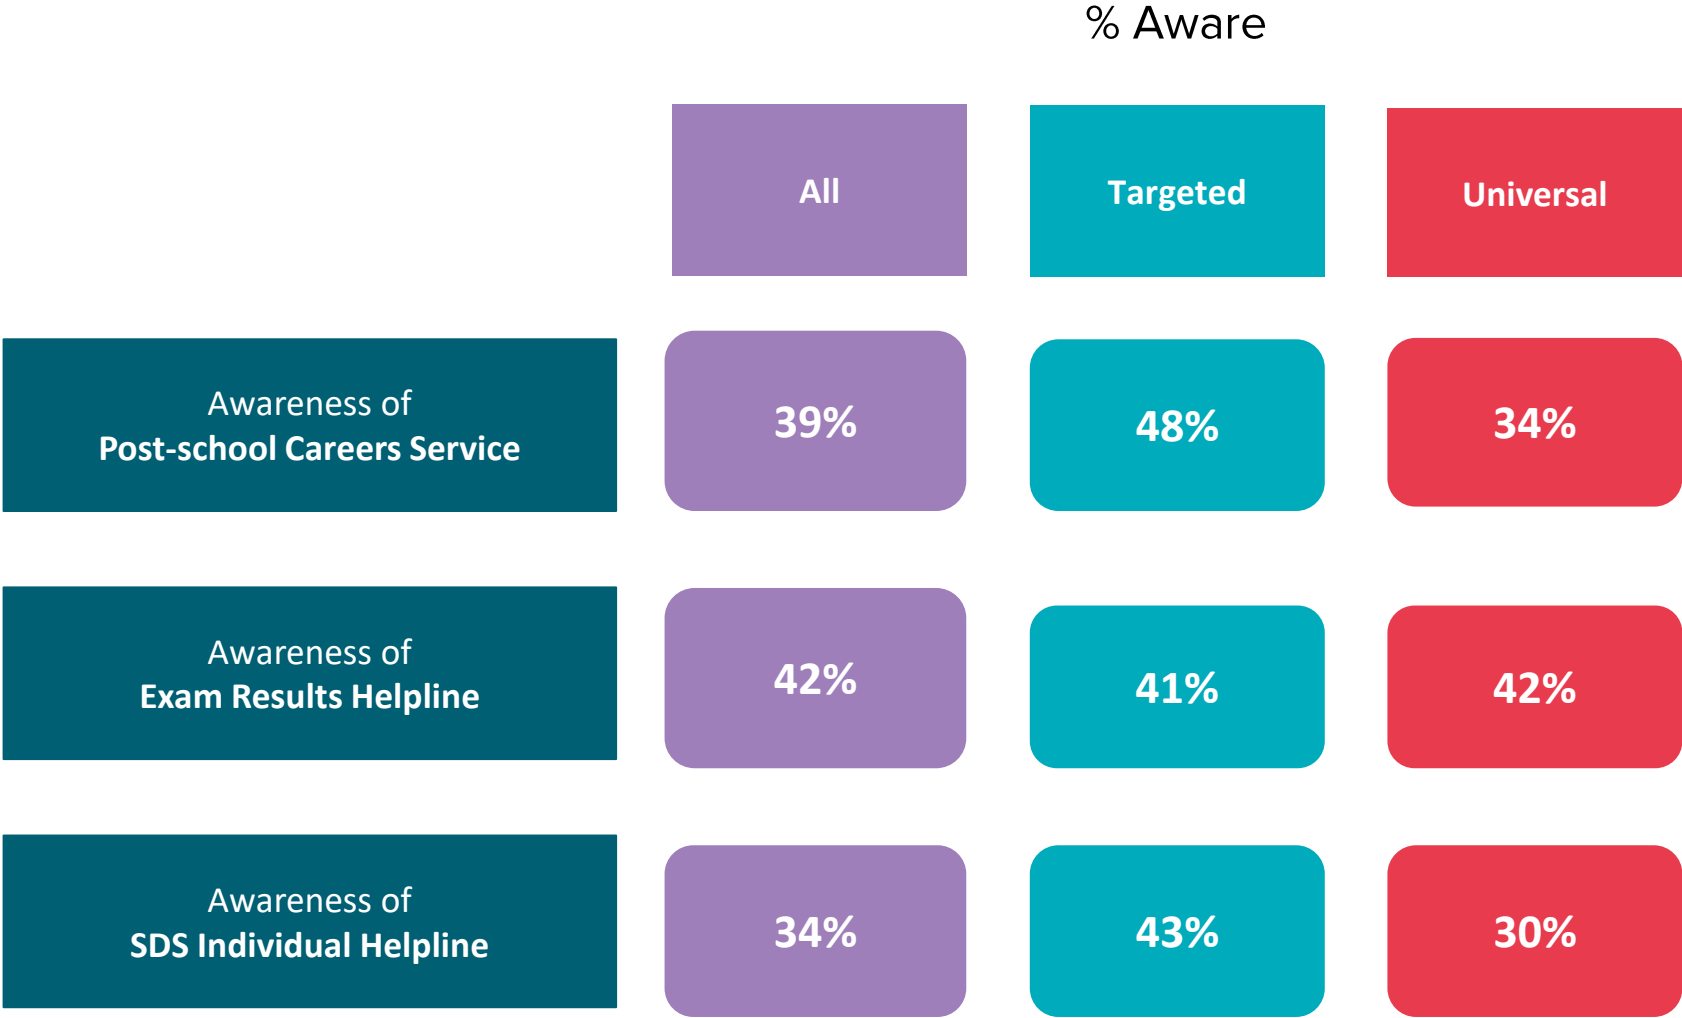 % Aware
All
Targeted
Universal
Awareness of
Post-school Careers Service
39%
48%
34%
Awareness of
Exam Results Helpline
42%
41%
42%
Awareness of
SDS Individual Helpline
34%
43%
30%